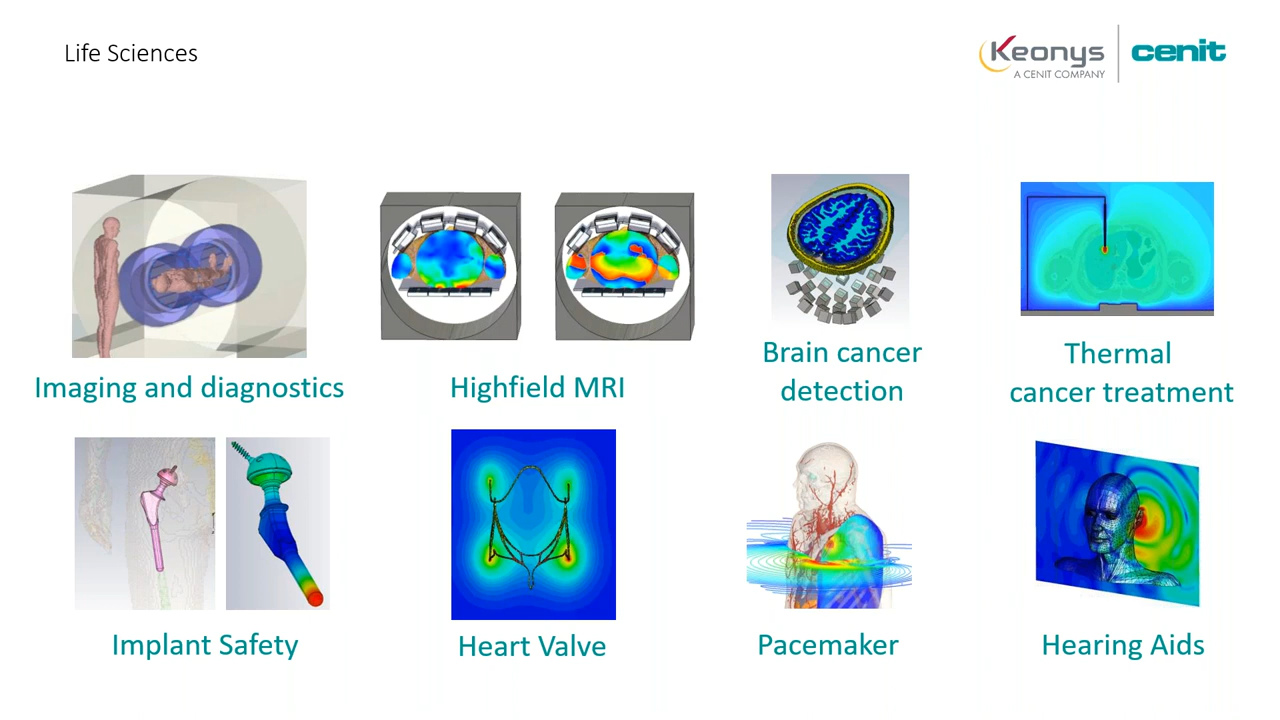 Life Sciences
Keonys
A CENIT COMPANY
cenit
Imaging and diagnostics
Highfield MRI
Brain cancer
detection
Thermal
cancer treatment
Implant Safety
Heart Valve
Pacemaker
Hearing Aids